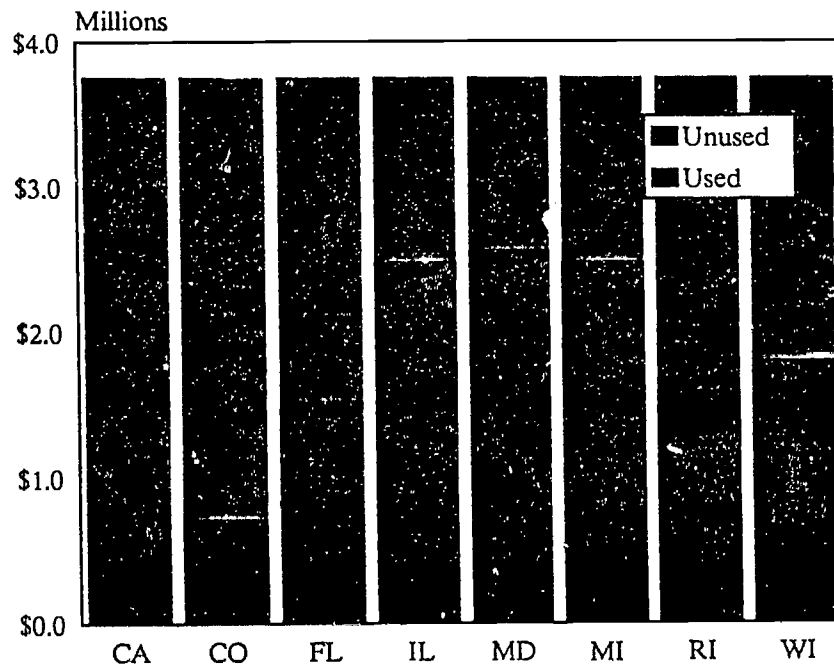 Millions
$4.0
$3.0
$2.0
$1.0
$0.0
Unused
Used
CA CO FL IL MD MI RI WI